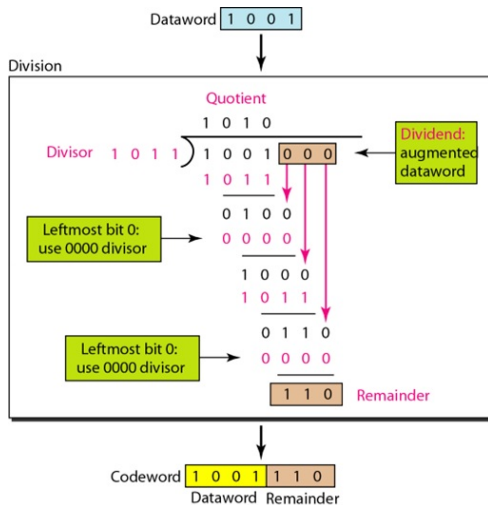 Dataword 1 0 0 1
Division
Quotient
1 0 1 0
Divisor 1 0 1 1 1 0 0 1 0 0 0
Dividend:
augmented
dataword
1 0 1 1
0 1 0 0
Leftmost bit 0:
use 0000 divisor
0 0 0 0
1 0 0 0
1 0 1 1
0 1 1 0
Leftmost bit 0:
use 0000 divisor
0 0 0 0
1 1 0 Remainder
Codeword 1 0 0 1 1 1 0
Dataword Remainder